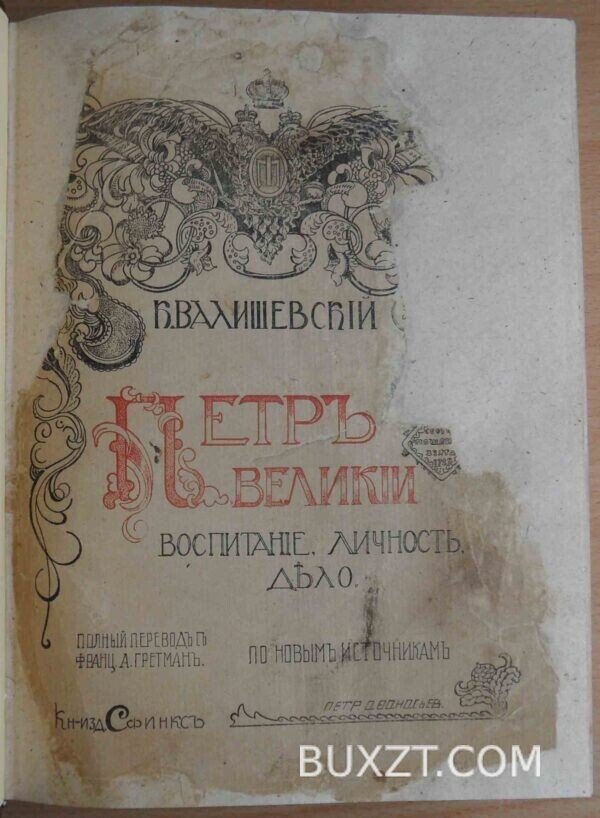 К. ВАЛИШЕВСКІЙ
ПЕТРЪ
ВЕЛИКІЙ
ВОСПИТАНІЕ, ЛИЧНОСТЬ,
ДѢЛО.
ПОЛНЫЙ ПЕРЕВОДЪ СЪ
ФРАНЦ. А. ГРЕТМАНЪ.
ПО НОВЫМЪ ИСТОЧНИКАМЪ
ПЕТР
КН-ИЗД. СФИНКСЪ
BUXZT.COM